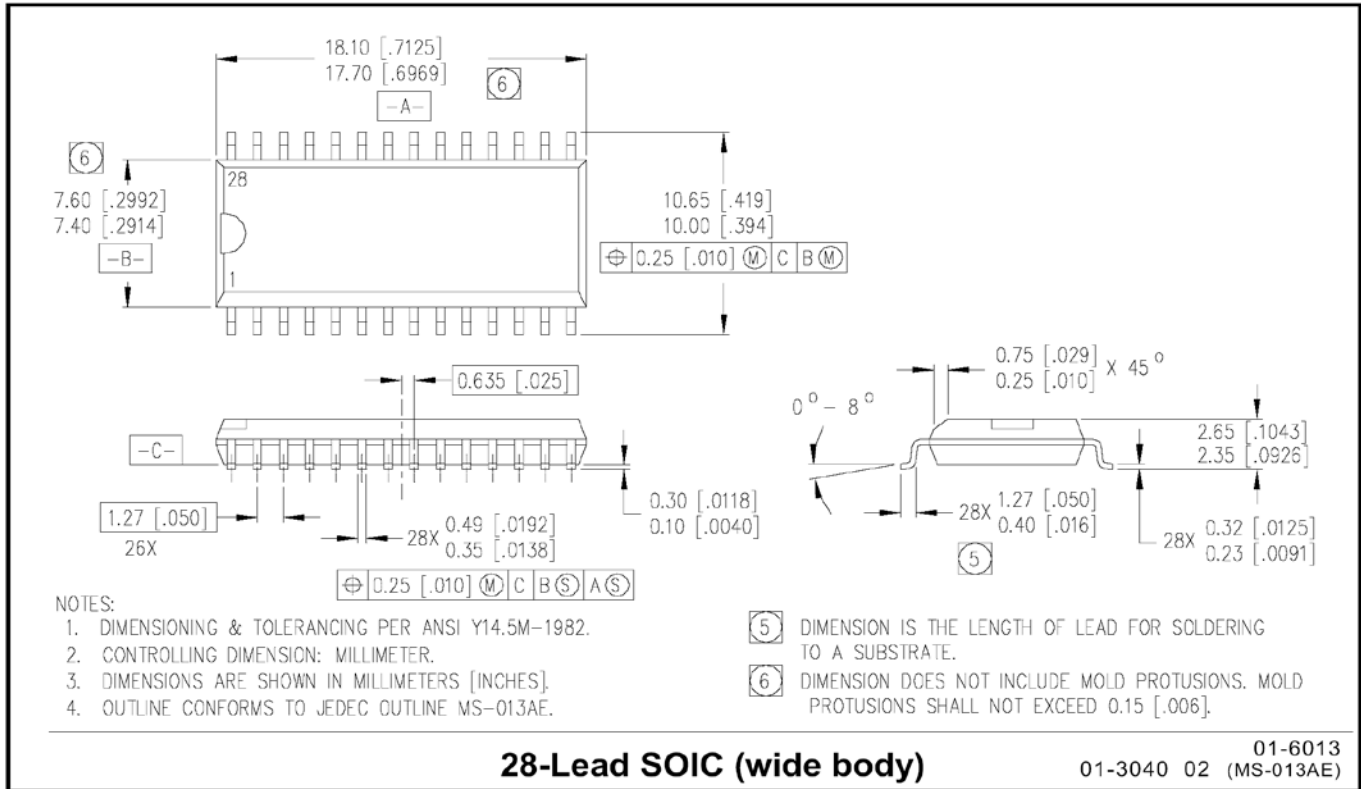 18.10 [.7125]
17.70 [.6969]
6
-A-
6
7.60 [.2992]
7.40 [.2914]
-B-
28
1
10.65 [.419]
10.00 [.394]
⌖ 0.25 [.010] Ⓜ C B Ⓜ
0.635 [.025]
-C-
1.27 [.050]
26X
28X 0.49 [.0192]
0.35 [.0138]
⌖ 0.25 [.010] Ⓜ C B Ⓢ A Ⓢ
0.30 [.0118]
0.10 [.0040]
0.75 [.029]
0.25 [.010] X 45°
0° – 8°
2.65 [.1043]
2.35 [.0926]
28X 1.27 [.050]
0.40 [.016]
5
28X 0.32 [.0125]
0.23 [.0091]
NOTES:
1. DIMENSIONING & TOLERANCING PER ANSI Y14.5M-1982.
2. CONTROLLING DIMENSION: MILLIMETER.
3. DIMENSIONS ARE SHOWN IN MILLIMETERS [INCHES].
4. OUTLINE CONFORMS TO JEDEC OUTLINE MS-013AE.
5 DIMENSION IS THE LENGTH OF LEAD FOR SOLDERING
TO A SUBSTRATE.
6 DIMENSION DOES NOT INCLUDE MOLD PROTUSIONS. MOLD
PROTUSIONS SHALL NOT EXCEED 0.15 [.006].
28-Lead SOIC (wide body)
01-6013
01-3040 02 (MS-013AE)